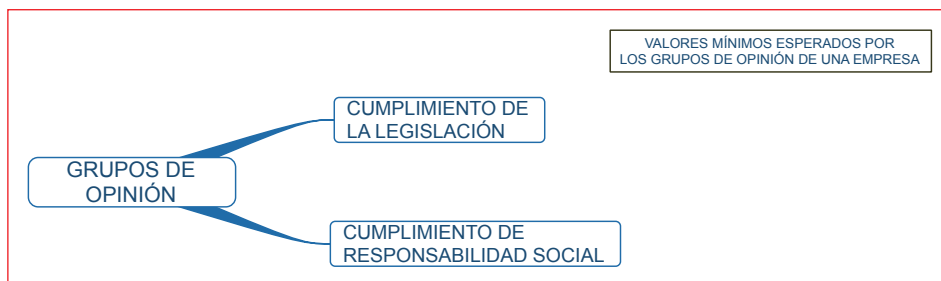 VALORES MÍNIMOS ESPERADOS POR
LOS GRUPOS DE OPINIÓN DE UNA EMPRESA
CUMPLIMIENTO DE
LA LEGISLACIÓN
GRUPOS DE
OPINIÓN
CUMPLIMIENTO DE
RESPONSABILIDAD SOCIAL